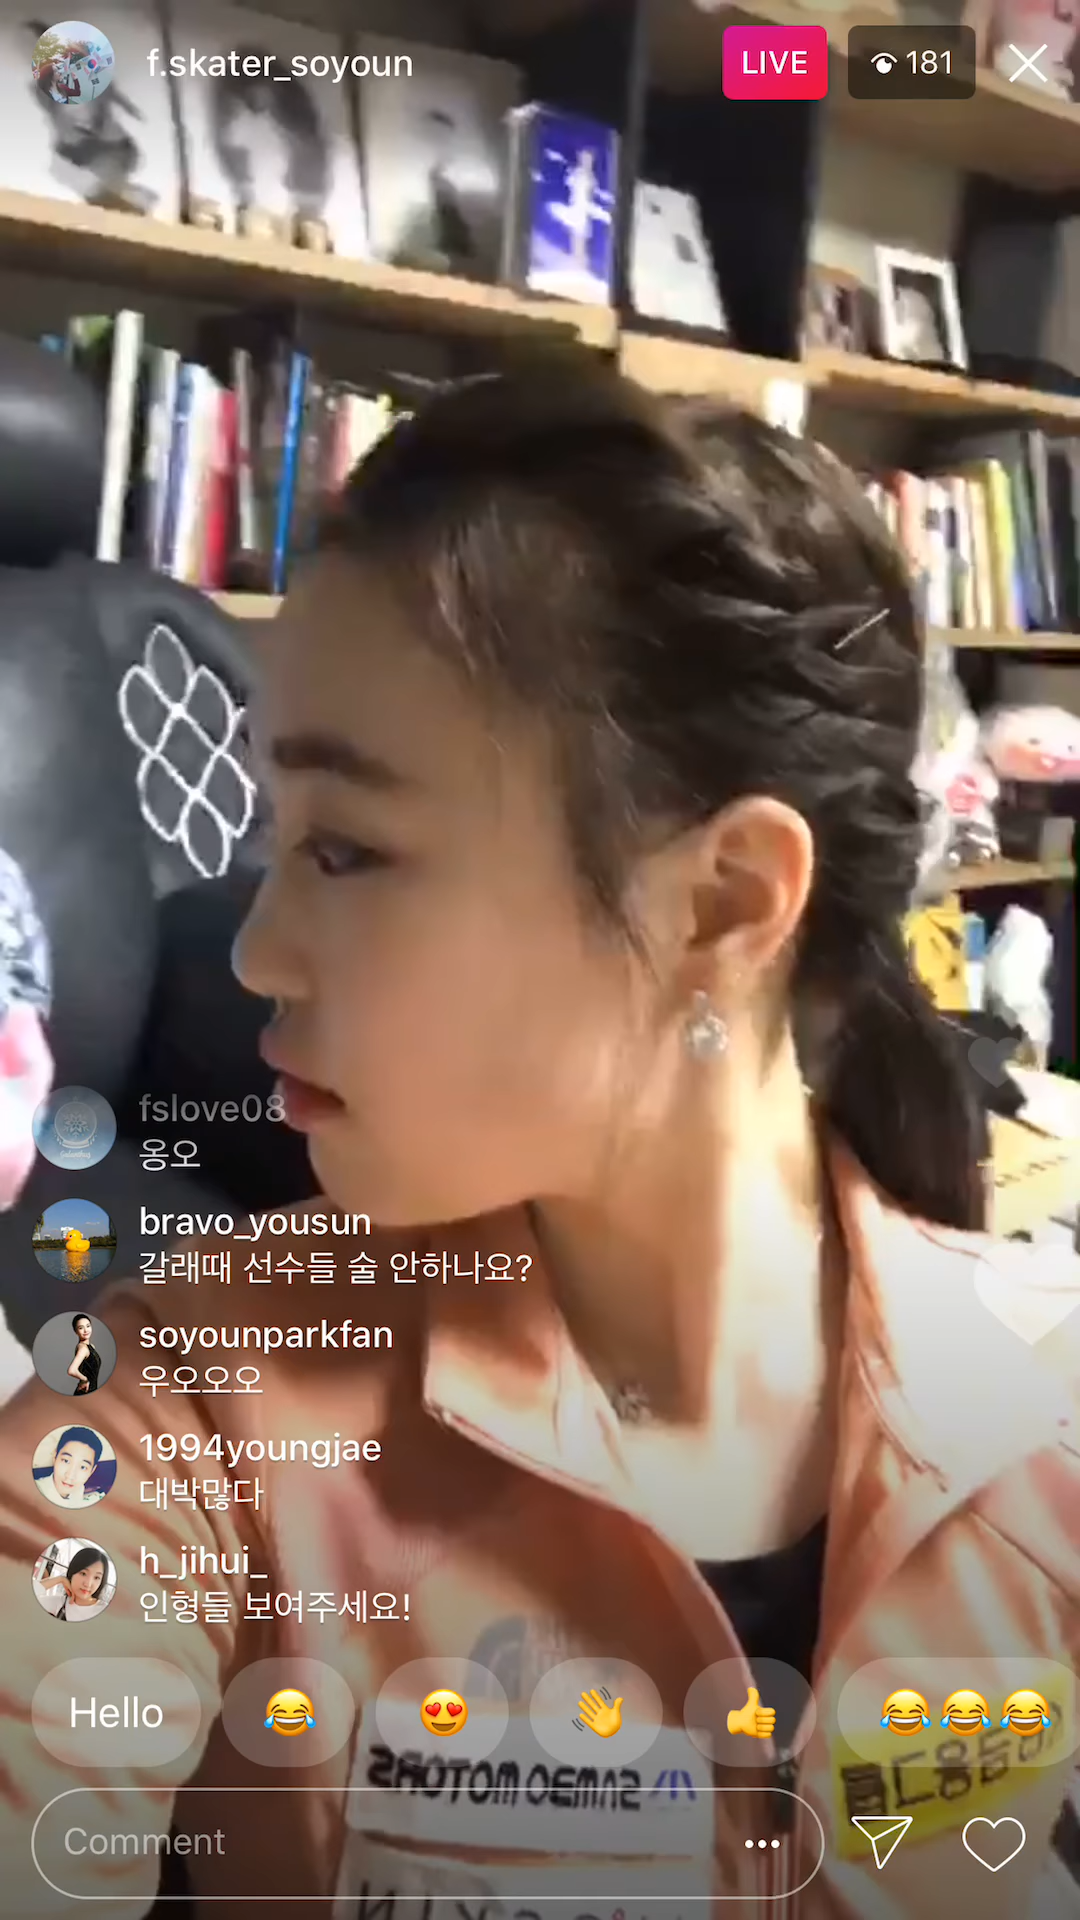 f.skater_soyoun
LIVE
181
fslove08
옹오
bravo_yousun
갈래때 선수들 술 안하나요?
soyounparkfan
우오오오
1994youngjae
대박많다
h_jihui_
인형들 보여주세요!
Hello
SAMBO MOTORS
Comment